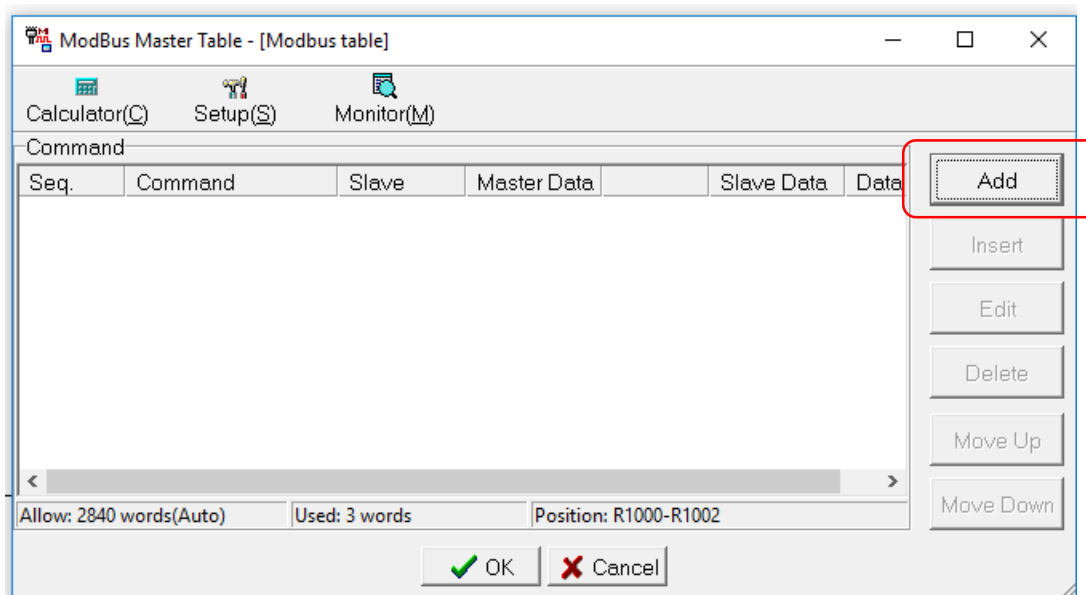 ModBus Master Table - [Modbus table]
Calculator(C) Setup(S) Monitor(M)
Command
Seq. Command Slave Master Data Slave Data Data
Add
Insert
Edit
Delete
Move Up
Move Down
Allow: 2840 words(Auto) Used: 3 words Position: R1000-R1002
OK Cancel